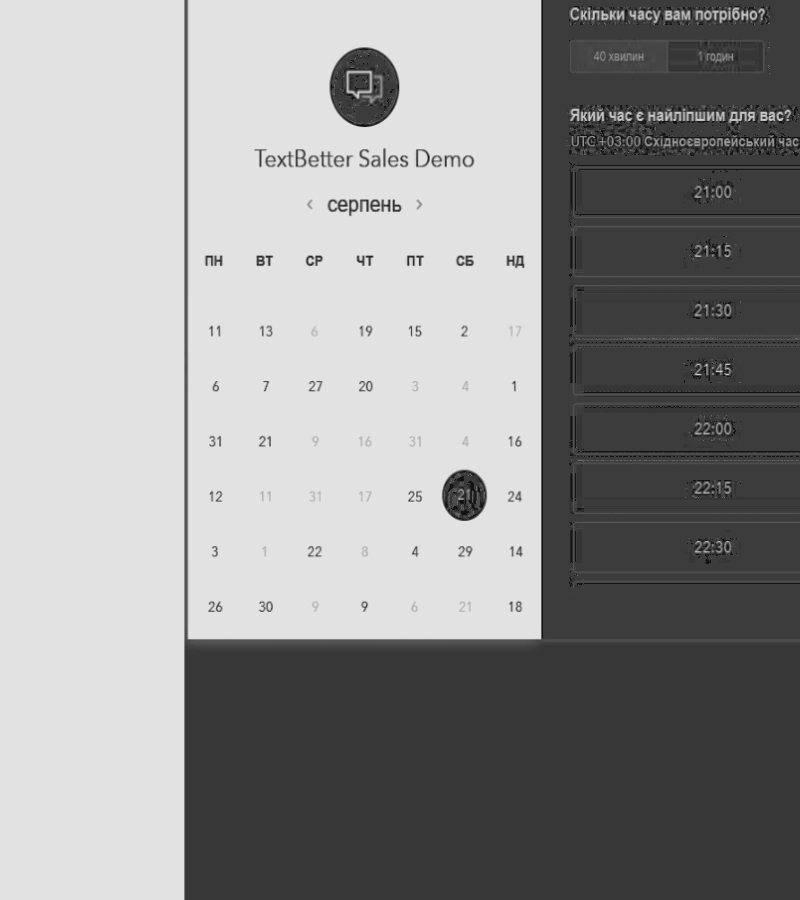 TextBetter Sales Demo
‹ серпень ›
ПН ВТ СР ЧТ ПТ СБ НД
11 13 6 19 15 2 17
6 7 27 20 3 4 1
31 21 9 16 31 4 16
12 11 31 17 25 21 24
3 1 22 8 4 29 14
26 30 9 9 6 21 18
Скільки часу вам потрібно?
40 хвилин 1 годин
Який час є найліпшим для вас?
UTC +03:00 Східноєвропейський час
21:00
21:15
21:30
21:45
22:00
22:15
22:30